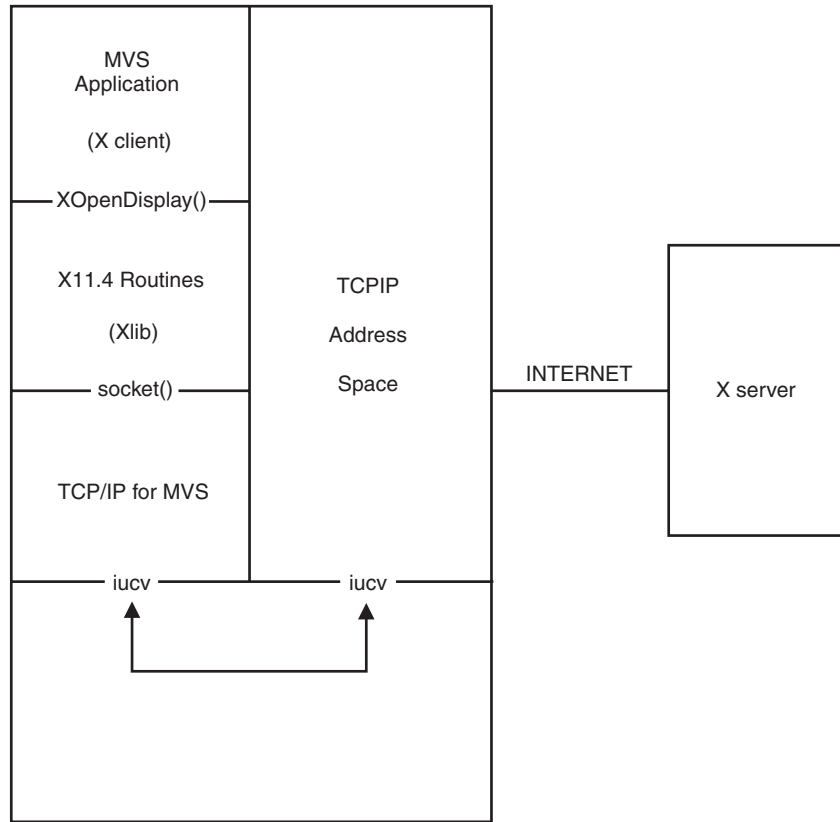 MVS
Application
(X client)
XOpenDisplay()
X11.4 Routines
(Xlib)
socket()
TCP/IP for MVS
iucv
TCPIP
Address
Space
iucv
INTERNET
X server